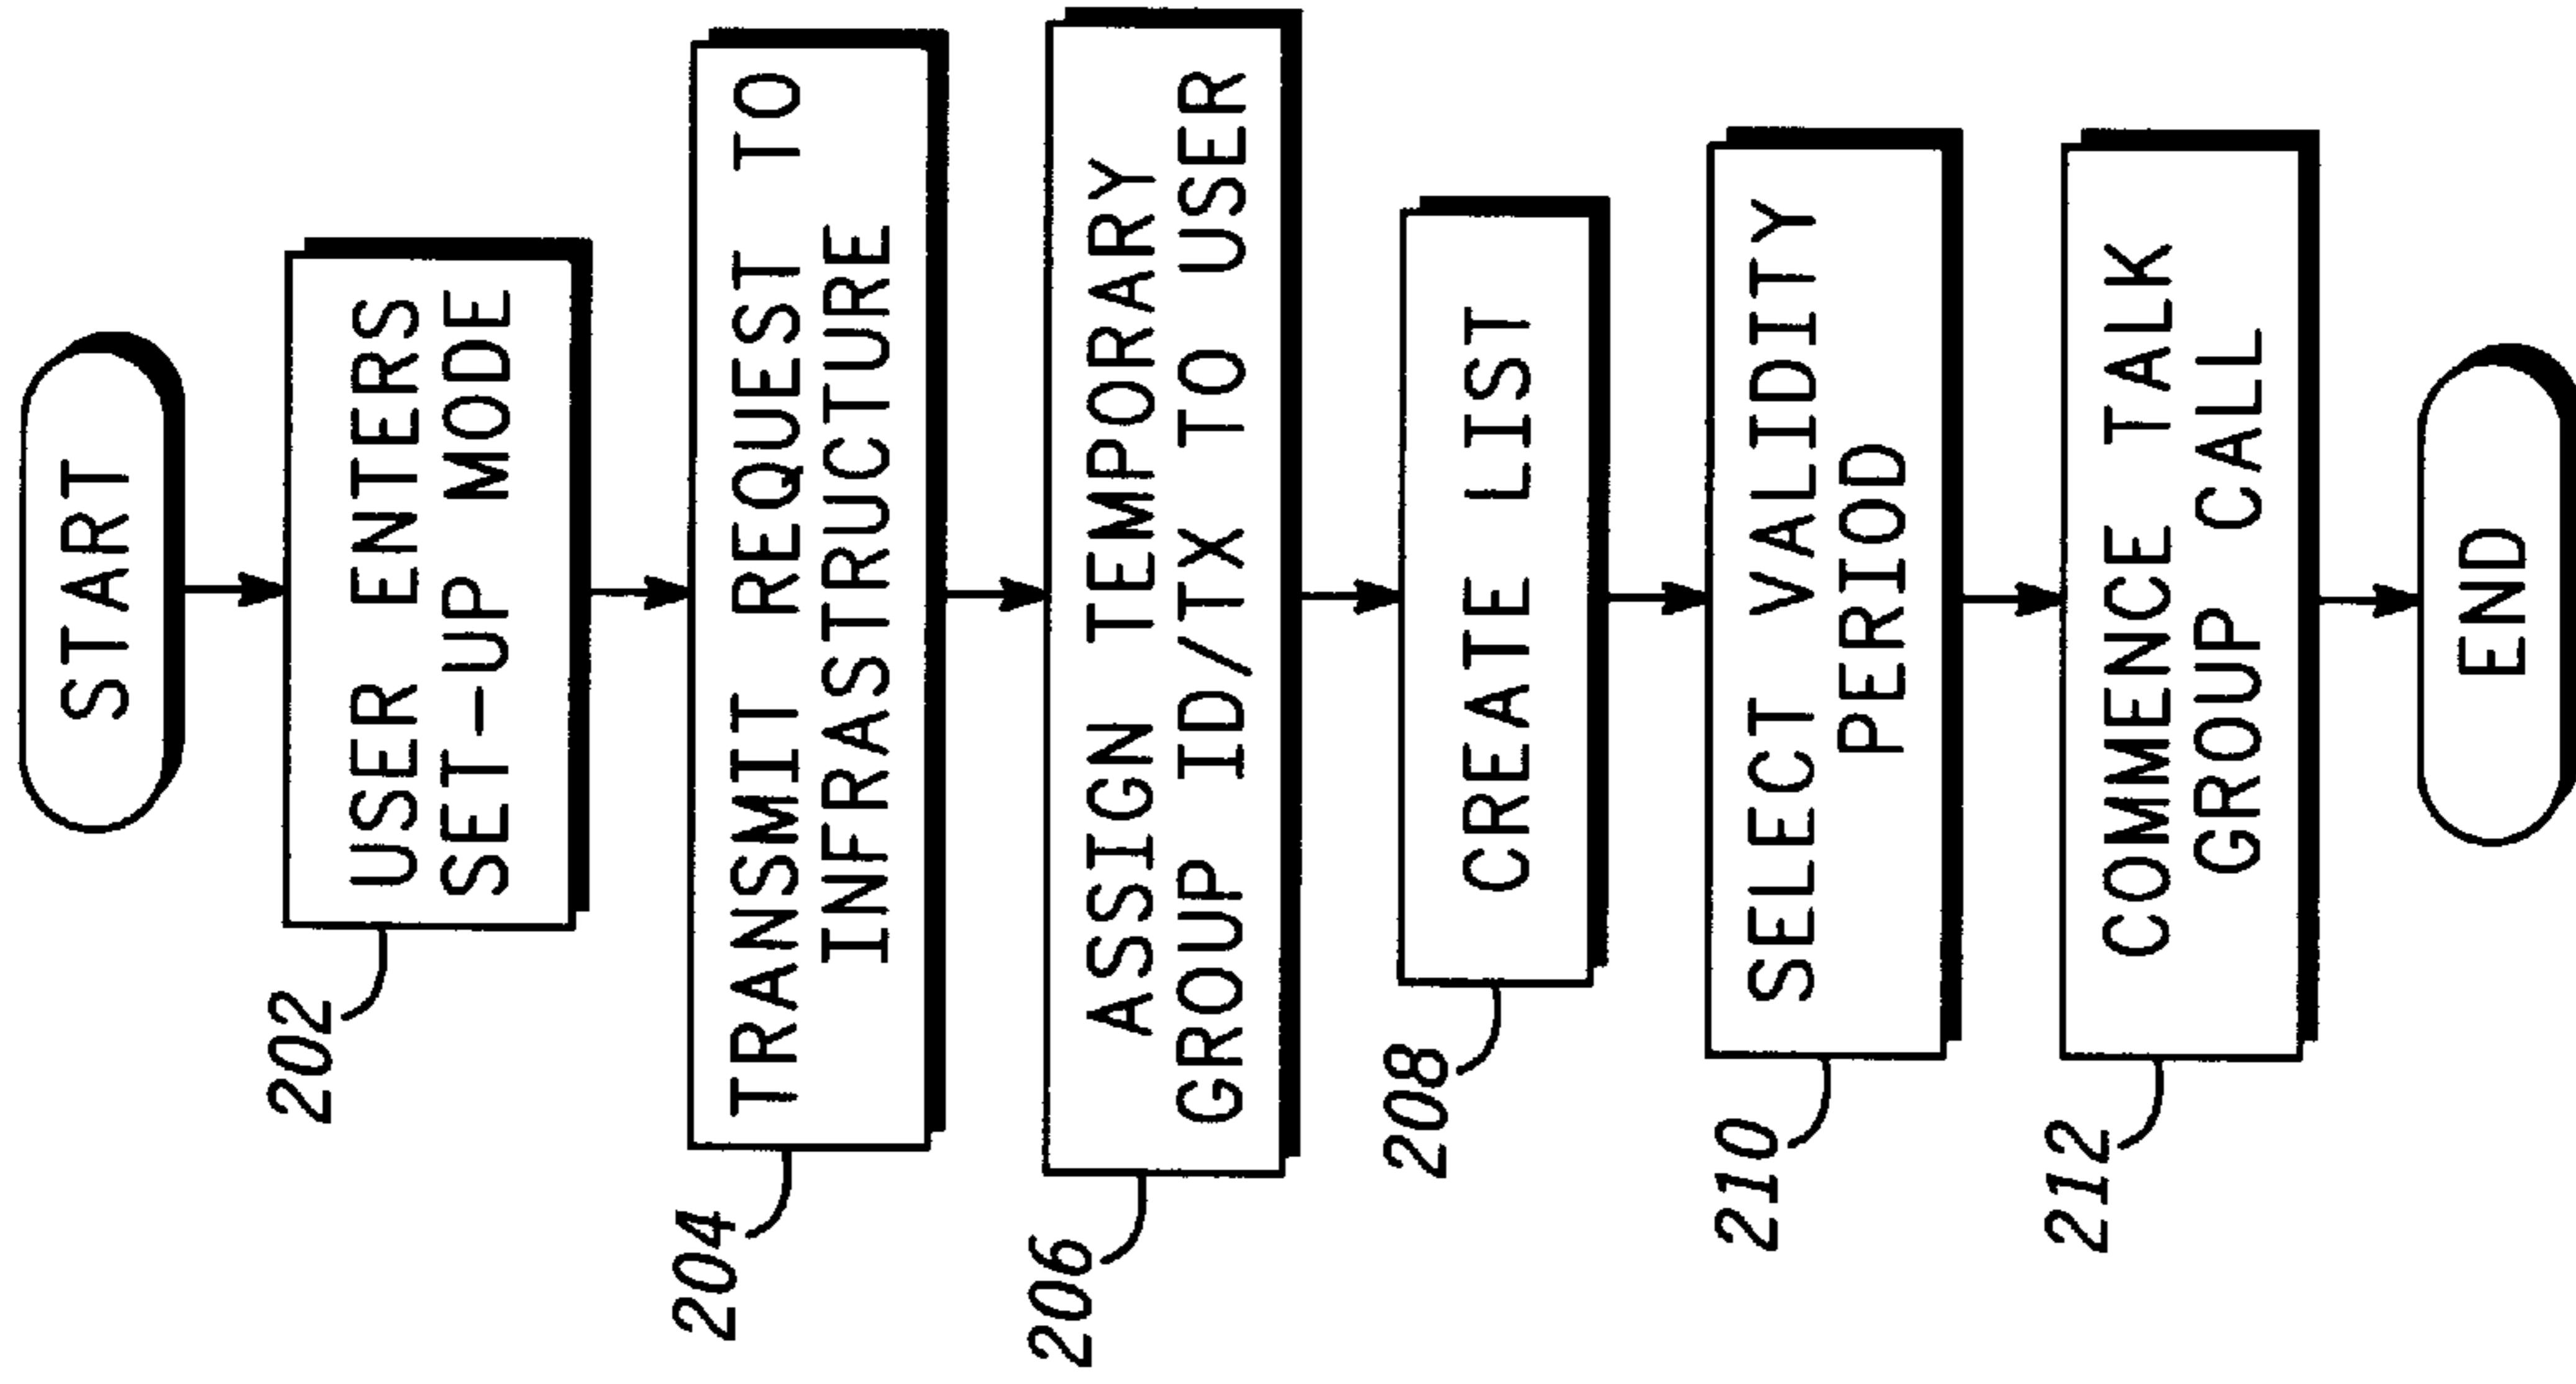 START
202
USER ENTERS
SET-UP MODE
204
TRANSMIT REQUEST TO
INFRASTRUCTURE
206
ASSIGN TEMPORARY
GROUP ID/TX TO USER
208
CREATE LIST
210
SELECT VALIDITY
PERIOD
212
COMMENCE TALK
GROUP CALL
END